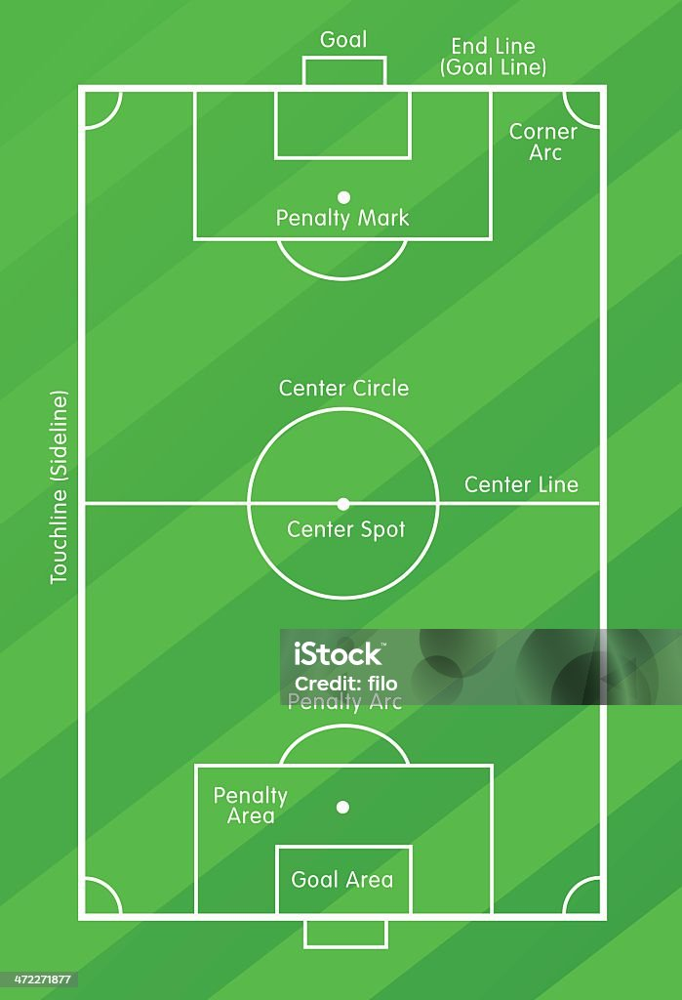 Goal
End Line
(Goal Line)
Corner
Arc
Penalty Mark
Center Circle
Touchline (Sideline)
Center Line
Center Spot
iStock™
Credit: filo
Penalty Arc
Penalty
Area
Goal Area
472271877